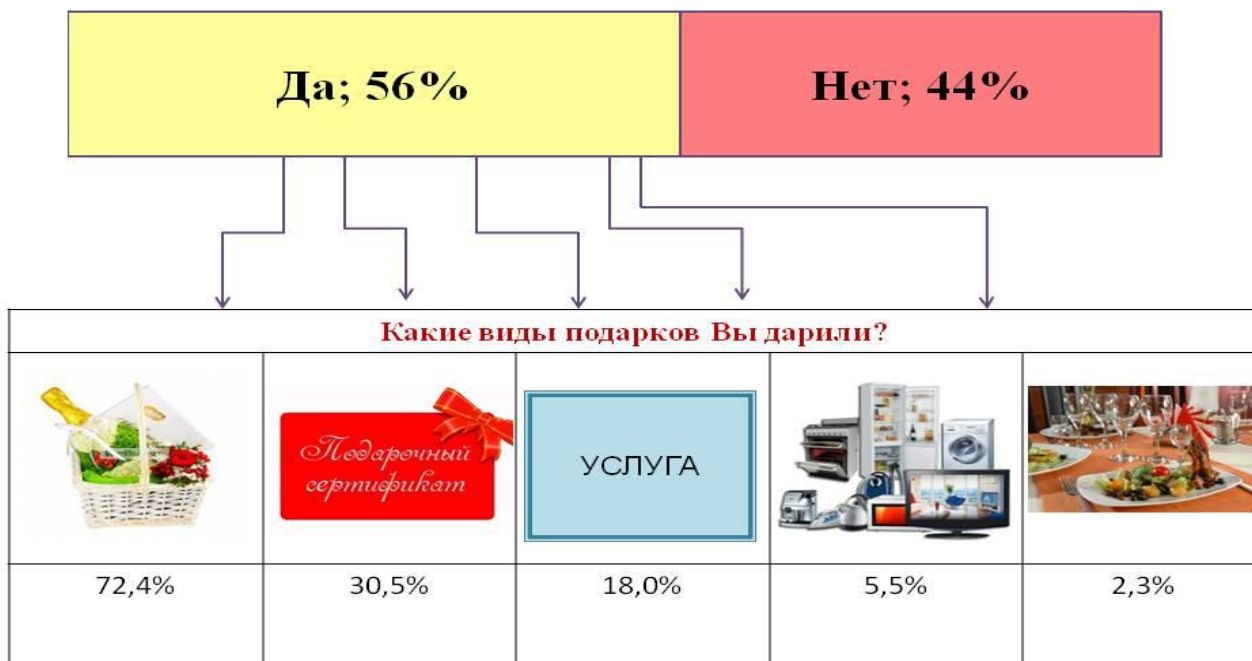 Да; 56%
Нет; 44%
Какие виды подарков Вы дарили?
Подарочный
сертификат
УСЛУГА
72,4%
30,5%
18,0%
5,5%
2,3%